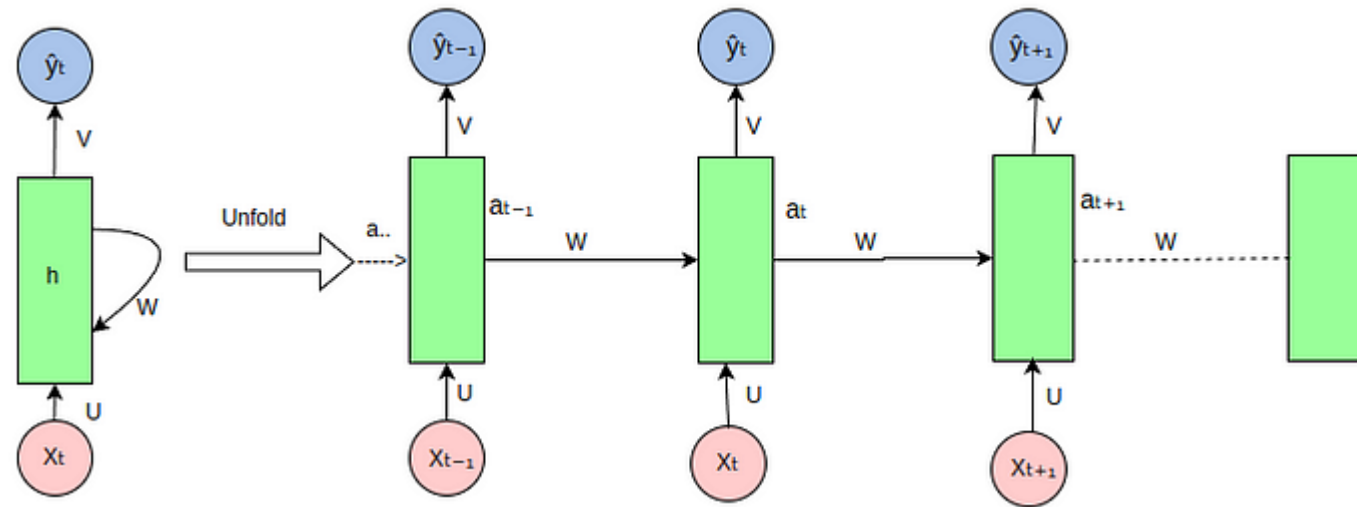 ŷt
V
h
W
U
Xt
Unfold
a..
ŷt−1
V
at−1
W
U
Xt−1
ŷt
V
at
W
U
Xt
ŷt+1
V
at+1
W
U
Xt+1